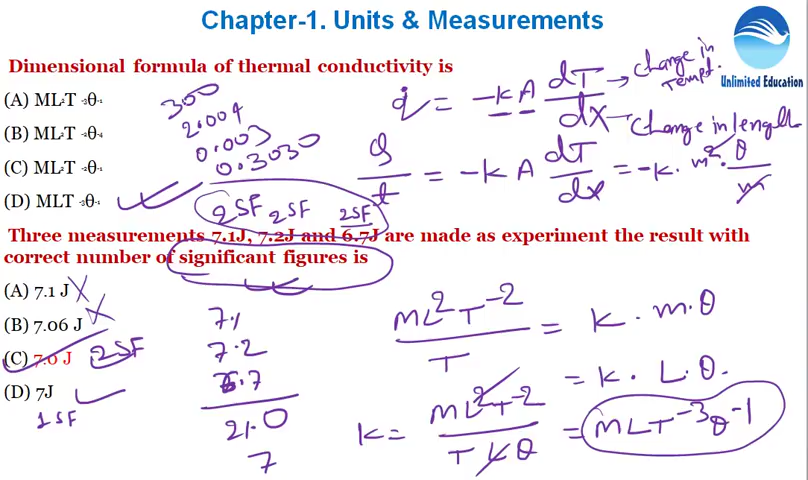 Chapter-1. Units & Measurements
Unlimited Education
Dimensional formula of thermal conductivity is
(A) ML²T ⁻³θ⁻¹
(B) ML²T ⁻³θ⁻⁴
(C) ML²T ⁻³θ⁻¹
(D) MLT ⁻³θ⁻¹
300
2.004
0.003
0.3030
2SF 2SF 2SF
q̇ = -kA dT/dx
Change in Tempt.
Change in length
Q/t = -kA dT/dx = -k. m². θ/m
Three measurements 7.1J, 7.2J and 6.7J are made as experiment the result with
correct number of significant figures is
(A) 7.1 J X
(B) 7.06 J X
(C) 7.0 J 2SF
(D) 7J
1SF
7.1
7.2
6.7
21.0
7
ML²T⁻²/T = k. m. θ
= k. L. θ.
k = ML²T⁻²/TLθ = MLT⁻³θ⁻¹